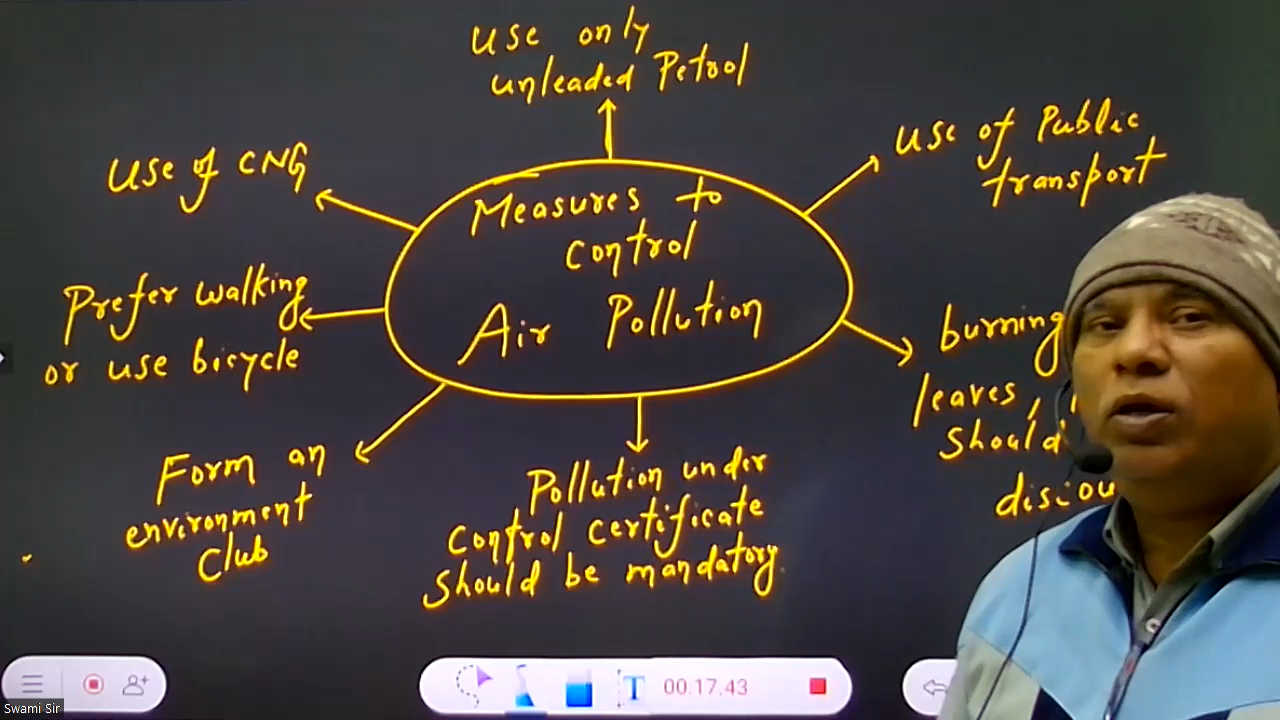 Use only
unleaded Petrol
Use of Public
transport
Use of CNG
Measures to
control
Air Pollution
Prefer walking
or use bicycle
burning
leaves,
should
Form an
environment
Club
Pollution under
control certificate
should be mandatory.
T
00.17.43
Swami Sir